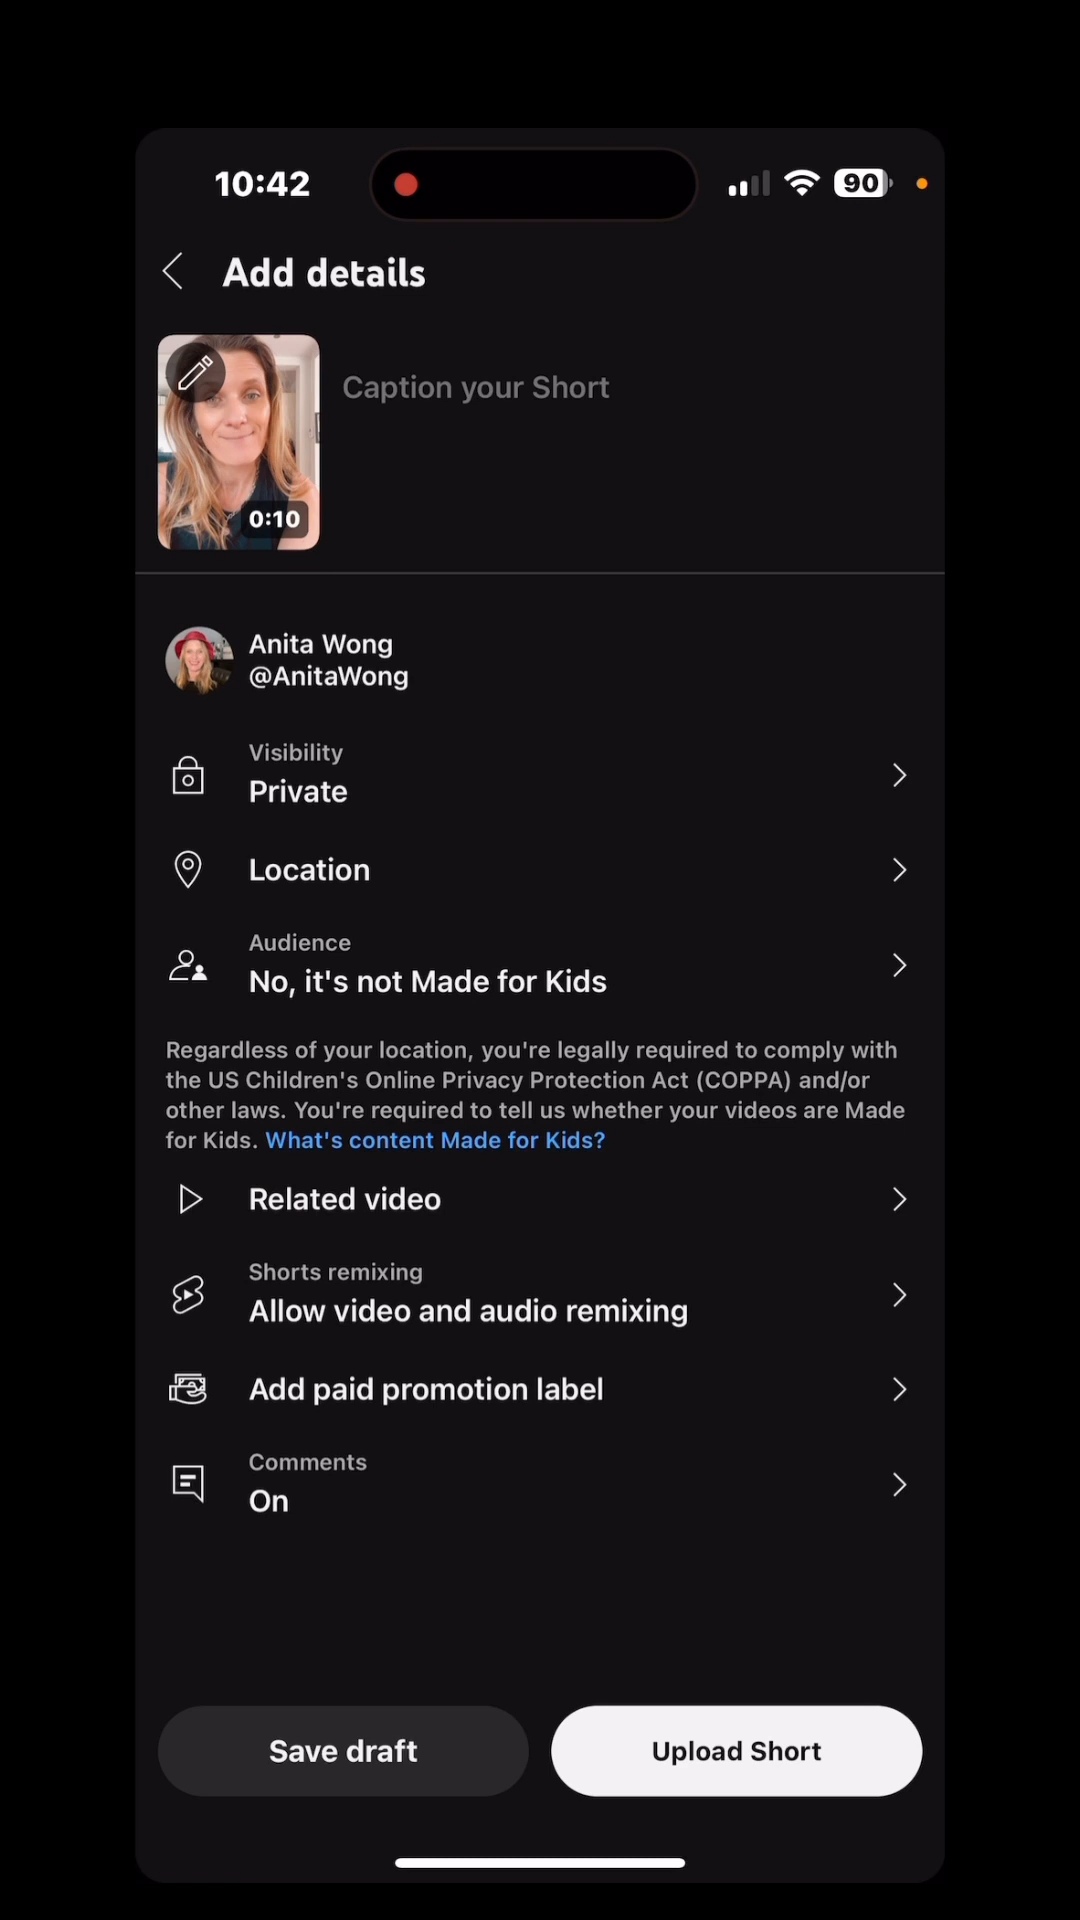 10:42
90
Add details
Caption your Short
0:10
Anita Wong
@AnitaWong
Visibility
Private
Location
Audience
No, it's not Made for Kids
Regardless of your location, you're legally required to comply with
the US Children's Online Privacy Protection Act (COPPA) and/or
other laws. You're required to tell us whether your videos are Made
for Kids. What's content Made for Kids?
Related video
Shorts remixing
Allow video and audio remixing
Add paid promotion label
Comments
On
Save draft
Upload Short